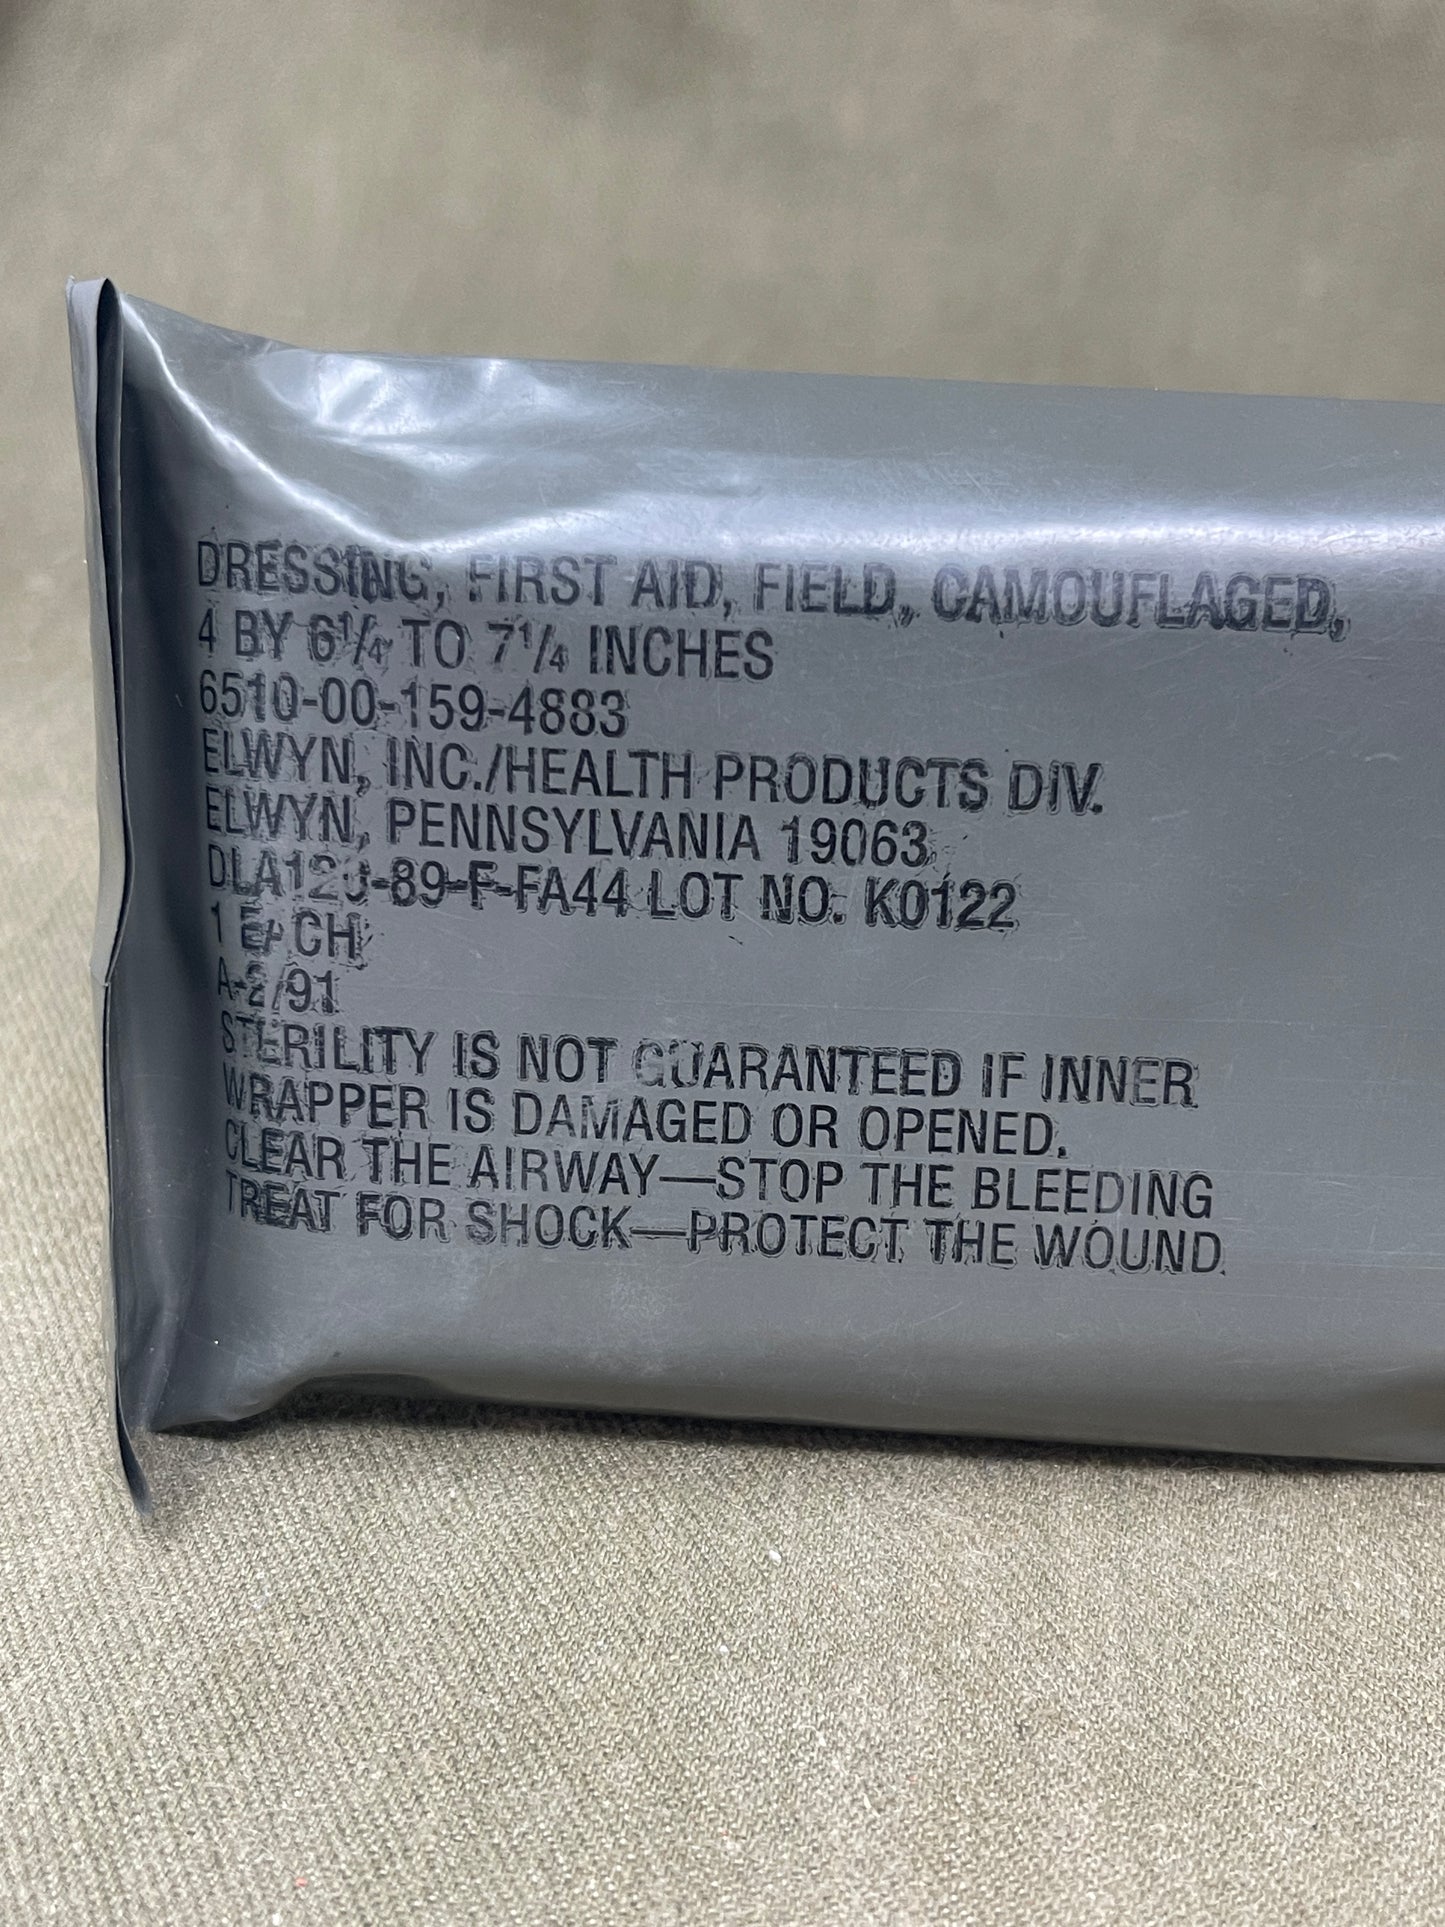 DRESSING, FIRST AID, FIELD, CAMOUFLAGED,
4 BY 6¼ TO 7¼ INCHES
6510-00-159-4883
ELWYN, INC./HEALTH PRODUCTS DIV.
ELWYN, PENNSYLVANIA 19063
DLA120-89-F-FA44 LOT NO. K0122
1 EACH
A-2/91
STERILITY IS NOT GUARANTEED IF INNER
WRAPPER IS DAMAGED OR OPENED.
CLEAR THE AIRWAY—STOP THE BLEEDING
TREAT FOR SHOCK—PROTECT THE WOUND